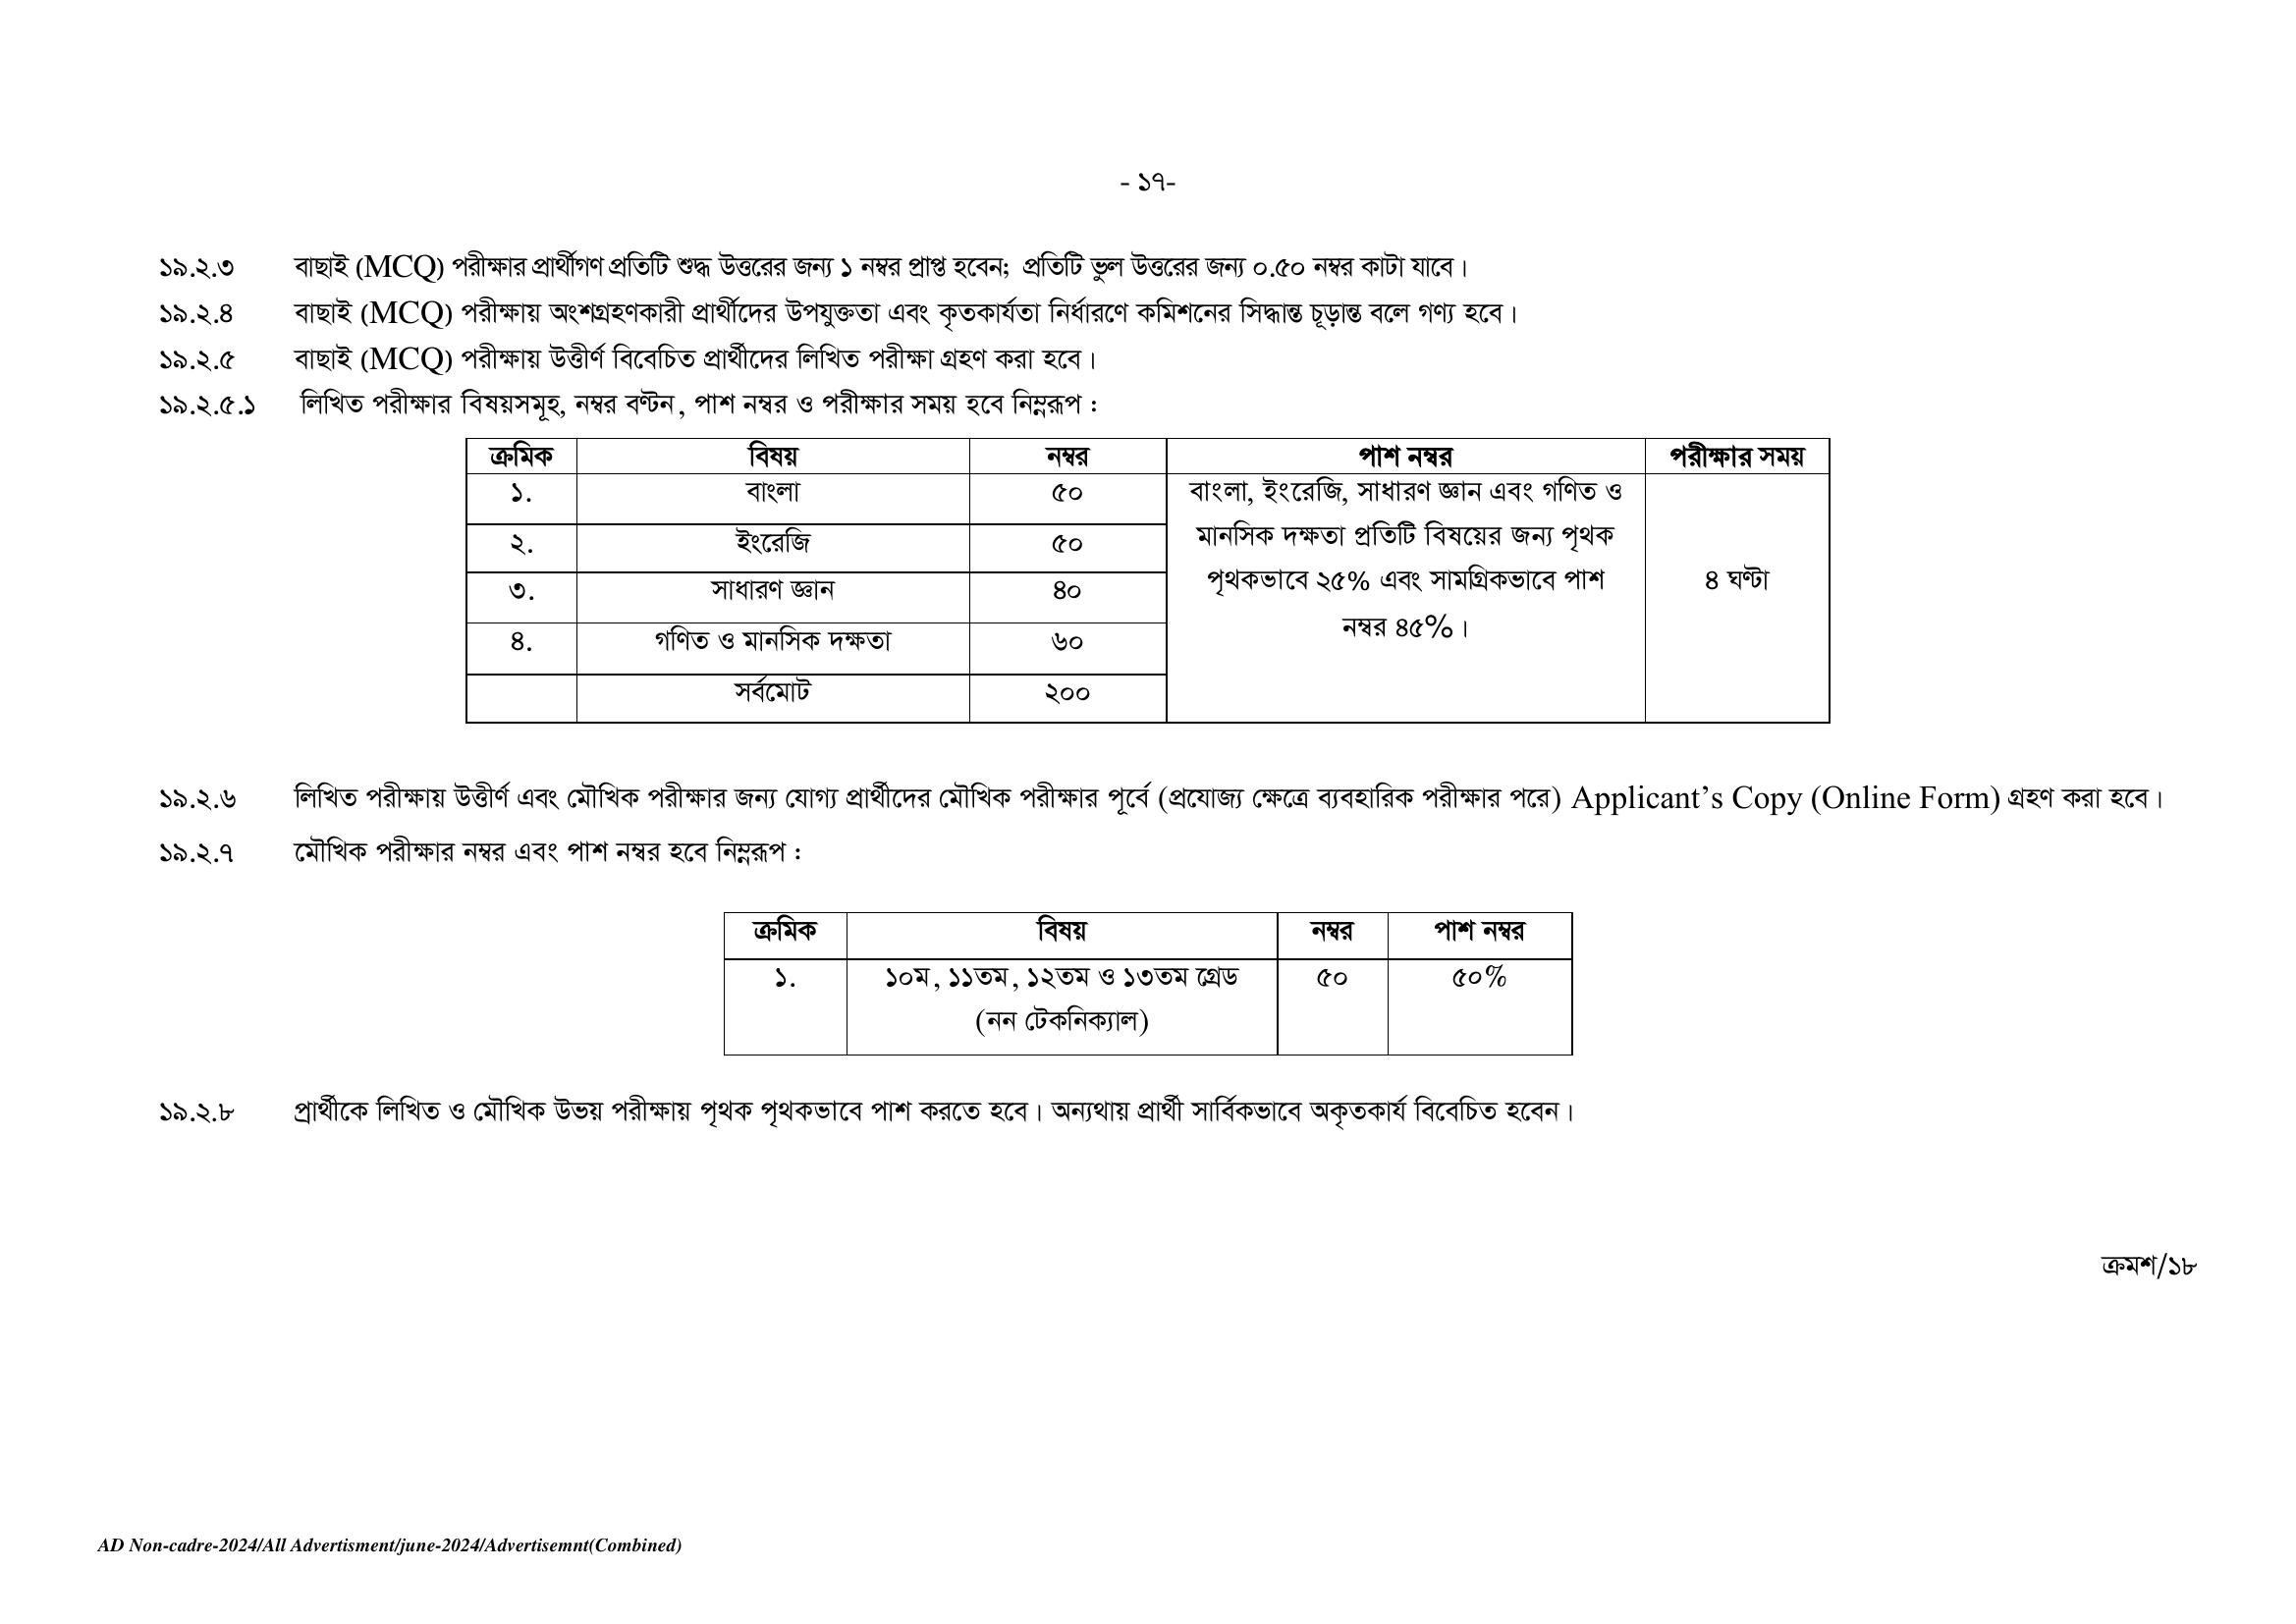 - ১৭-
১৯.২.৩ বাছাই (MCQ) পরীক্ষার প্রার্থীগণ প্রতিটি শুদ্ধ উত্তরের জন্য ১ নম্বর প্রাপ্ত হবেন; প্রতিটি ভুল উত্তরের জন্য ০.৫০ নম্বর কাটা যাবে।
১৯.২.৪ বাছাই (MCQ) পরীক্ষায় অংশগ্রহণকারী প্রার্থীদের উপযুক্ততা এবং কৃতকার্যতা নির্ধারণে কমিশনের সিদ্ধান্ত চূড়ান্ত বলে গণ্য হবে।
১৯.২.৫ বাছাই (MCQ) পরীক্ষায় উত্তীর্ণ বিবেচিত প্রার্থীদের লিখিত পরীক্ষা গ্রহণ করা হবে।
১৯.২.৫.১ লিখিত পরীক্ষার বিষয়সমূহ, নম্বর বণ্টন, পাশ নম্বর ও পরীক্ষার সময় হবে নিম্নরূপ :
ক্রমিক বিষয় নম্বর পাশ নম্বর পরীক্ষার সময়
১. বাংলা ৫০ বাংলা, ইংরেজি, সাধারণ জ্ঞান এবং গণিত ও
মানসিক দক্ষতা প্রতিটি বিষয়ের জন্য পৃথক
২. ইংরেজি ৫০
পৃথকভাবে ২৫% এবং সামগ্রিকভাবে পাশ ৪ ঘণ্টা
৩. সাধারণ জ্ঞান ৪০
নম্বর ৪৫%।
৪. গণিত ও মানসিক দক্ষতা ৬০
সর্বমোট ২০০
১৯.২.৬ লিখিত পরীক্ষায় উত্তীর্ণ এবং মৌখিক পরীক্ষার জন্য যোগ্য প্রার্থীদের মৌখিক পরীক্ষার পূর্বে (প্রযোজ্য ক্ষেত্রে ব্যবহারিক পরীক্ষার পরে) Applicant’s Copy (Online Form) গ্রহণ করা হবে।
১৯.২.৭ মৌখিক পরীক্ষার নম্বর এবং পাশ নম্বর হবে নিম্নরূপ :
ক্রমিক বিষয় নম্বর পাশ নম্বর
১. ১০ম, ১১তম, ১২তম ও ১৩তম গ্রেড ৫০ ৫০%
(নন টেকনিক্যাল)
১৯.২.৮ প্রার্থীকে লিখিত ও মৌখিক উভয় পরীক্ষায় পৃথক পৃথকভাবে পাশ করতে হবে। অন্যথায় প্রার্থী সার্বিকভাবে অকৃতকার্য বিবেচিত হবেন।
ক্রমশ/১৮
AD Non-cadre-2024/All Advertisment/june-2024/Advertisemnt(Combined)